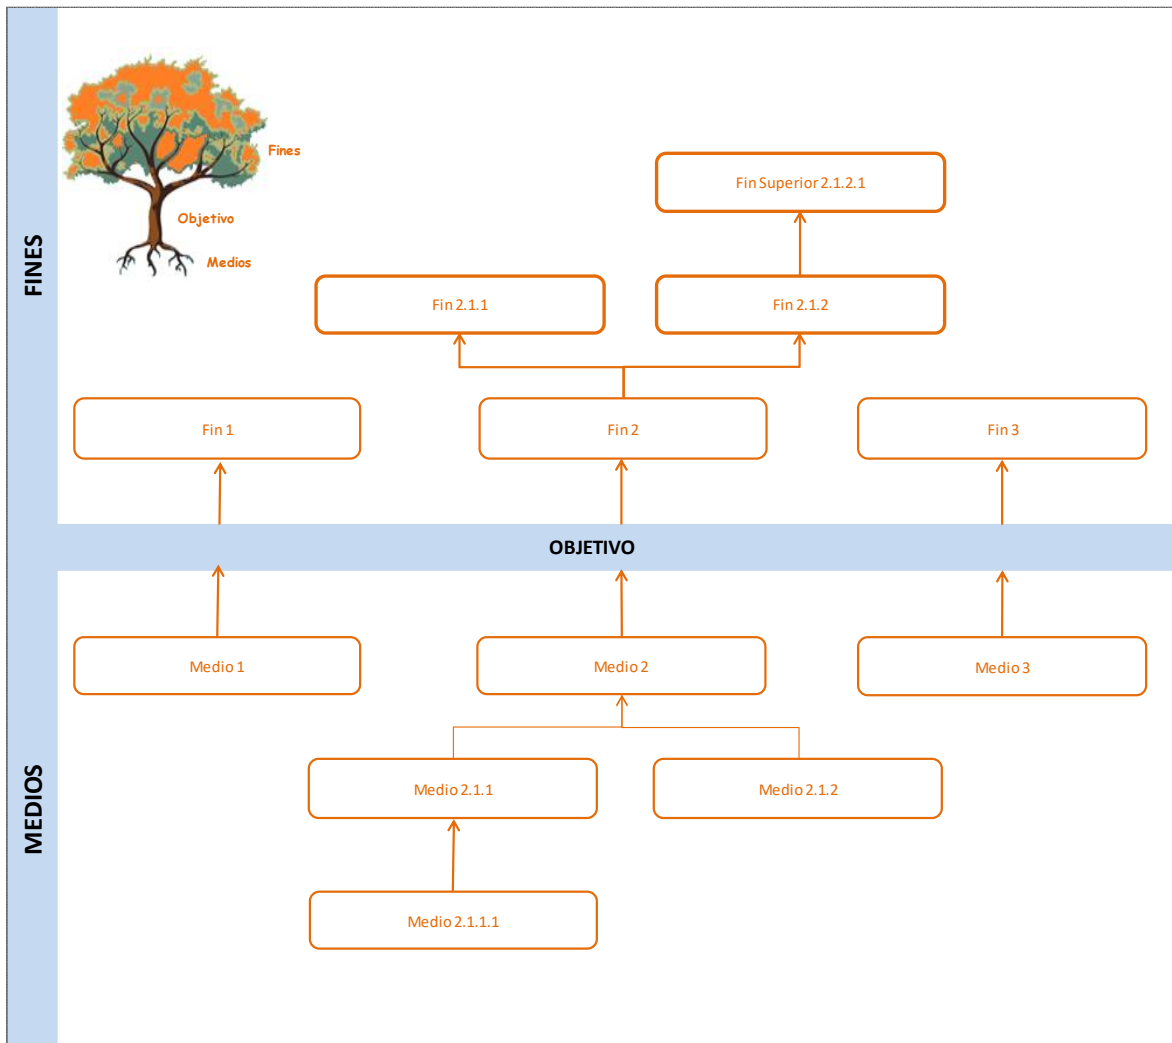 FINES
Fines
Objetivo
Medios
Fin Superior 2.1.2.1
Fin 2.1.1
Fin 2.1.2
Fin 1
Fin 2
Fin 3
OBJETIVO
MEDIOS
Medio 1
Medio 2
Medio 3
Medio 2.1.1
Medio 2.1.2
Medio 2.1.1.1